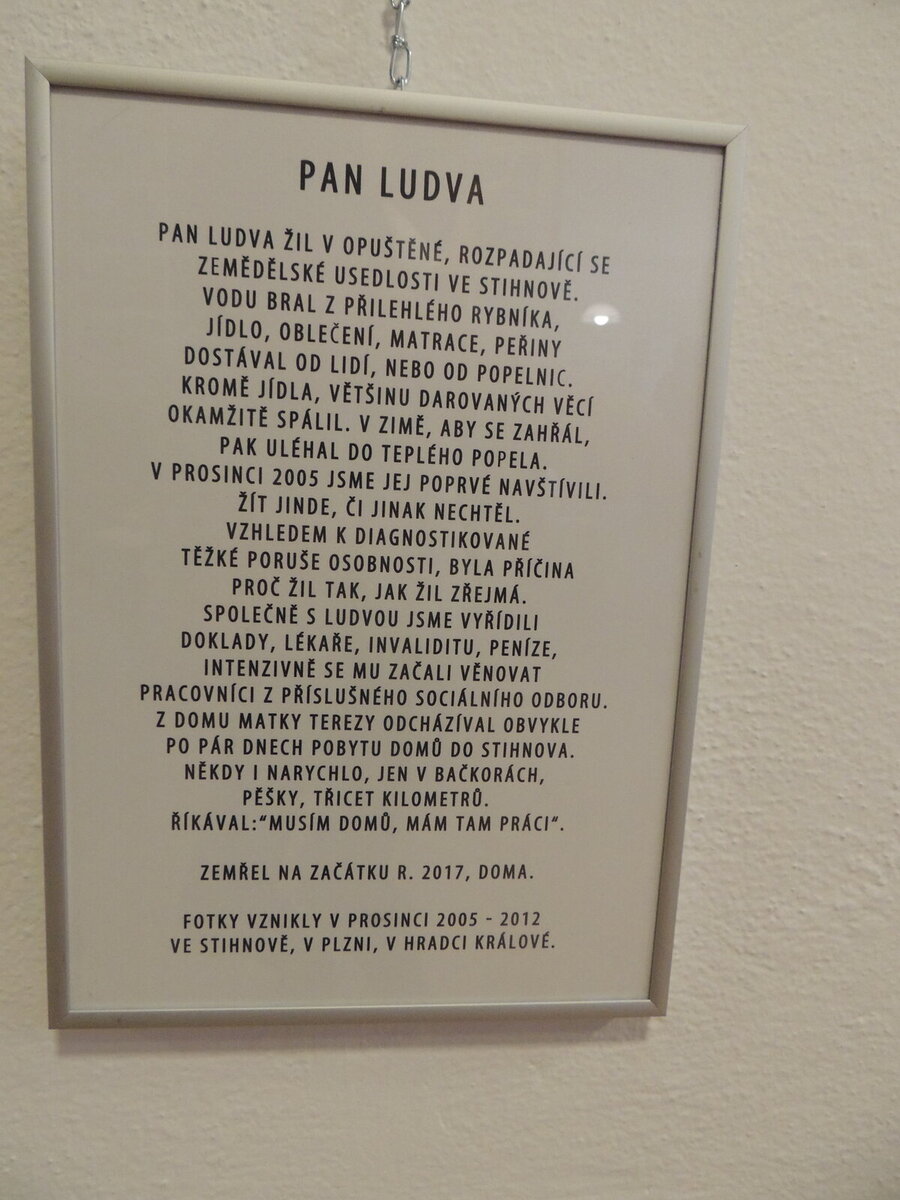 PAN LUDVA
PAN LUDVA ŽIL V OPUŠTĚNÉ, ROZPADAJÍCÍ SE
ZEMĚDĚLSKÉ USEDLOSTI VE STIHNOVĚ.
VODU BRAL Z PŘILEHLÉHO RYBNÍKA,
JÍDLO, OBLEČENÍ, MATRACE, PEŘINY
DOSTÁVAL OD LIDÍ, NEBO OD POPELNIC.
KROMĚ JÍDLA, VĚTŠINU DAROVANÝCH VĚCÍ
OKAMŽITĚ SPÁLIL. V ZIMĚ, ABY SE ZAHŘÁL,
PAK ULÉHAL DO TEPLÉHO POPELA.
V PROSINCI 2005 JSME JEJ POPRVÉ NAVŠTÍVILI.
ŽÍT JINDE, ČI JINAK NECHTĚL.
VZHLEDEM K DIAGNOSTIKOVANÉ
TĚŽKÉ PORUŠE OSOBNOSTI, BYLA PŘÍČINA
PROČ ŽIL TAK, JAK ŽIL ZŘEJMÁ.
SPOLEČNĚ S LUDVOU JSME VYŘÍDILI
DOKLADY, LÉKAŘE, INVALIDITU, PENÍZE,
INTENZIVNĚ SE MU ZAČALI VĚNOVAT
PRACOVNÍCI Z PŘÍSLUŠNÉHO SOCIÁLNÍHO ODBORU.
Z DOMU MATKY TEREZY ODCHÁZÍVAL OBVYKLE
PO PÁR DNECH POBYTU DOMŮ DO STIHNOVA.
NĚKDY I NARYCHLO, JEN V BAČKORÁCH,
PĚŠKY, TŘICET KILOMETRŮ.
ŘÍKÁVAL:“MUSÍM DOMŮ, MÁM TAM PRÁCI“.
ZEMŘEL NA ZAČÁTKU R. 2017, DOMA.
FOTKY VZNIKLY V PROSINCI 2005 - 2012
VE STIHNOVĚ, V PLZNI, V HRADCI KRÁLOVÉ.